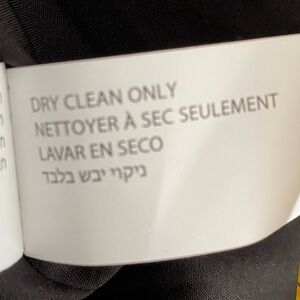 DRY CLEAN ONLY
NETTOYER À SEC SEULEMENT
LAVAR EN SECO
ניקוי יבש בלבד